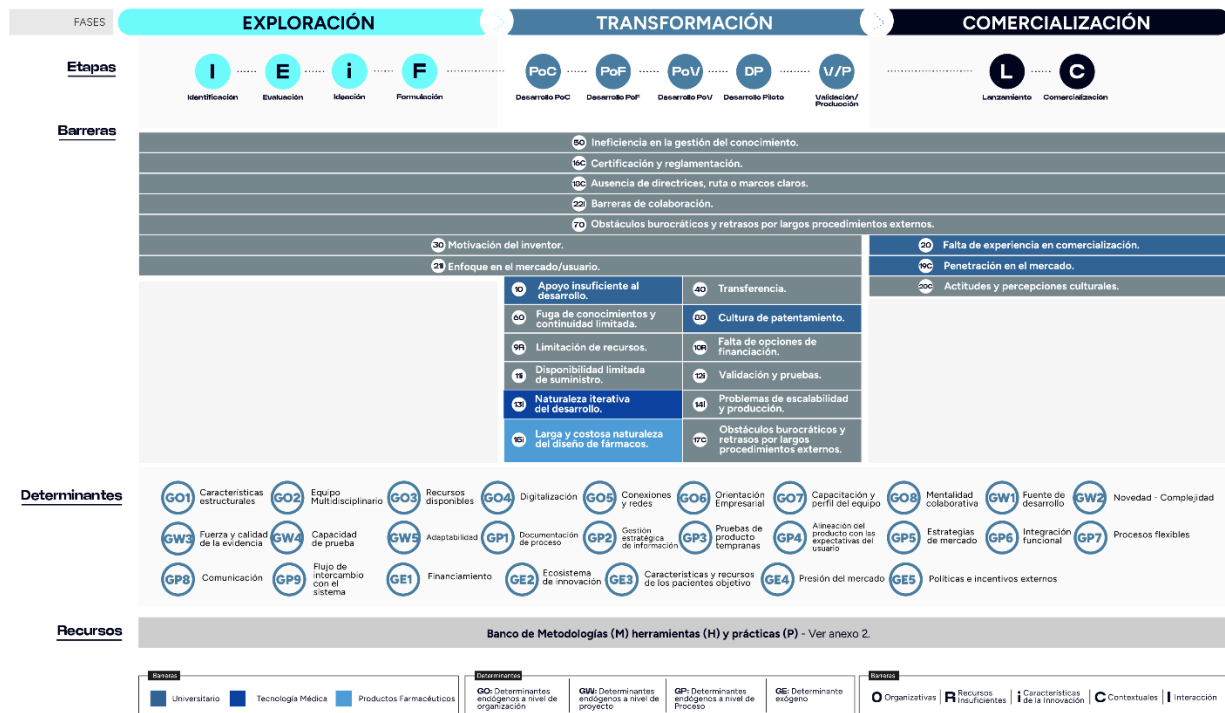 FASES
EXPLORACIÓN
TRANSFORMACIÓN
COMERCIALIZACIÓN
Etapas
I
E
i
F
PoC
PoF
PoV
DP
V/P
L
C
Identificación
Evaluación
Ideación
Formulación
Desarrollo PoC
Desarrollo PoF
Desarrollo PoV
Desarrollo Piloto
Validación/
Producción
Lanzamiento
Comercialización
Barreras
5O Ineficiencia en la gestión del conocimiento.
16C Certificación y reglamentación.
18C Ausencia de directrices, ruta o marcos claros.
22I Barreras de colaboración.
7O Obstáculos burocráticos y retrasos por largos procedimientos externos.
3O Motivación del inventor.
21I Enfoque en el mercado/usuario.
2O Falta de experiencia en comercialización.
19C Penetración en el mercado.
20C Actitudes y percepciones culturales.
1O Apoyo insuficiente al
desarrollo.
4O Transferencia.
6O Fuga de conocimientos y
continuidad limitada.
8O Cultura de patentamiento.
9R Limitación de recursos.
10R Falta de opciones de
financiación.
11i Disponibilidad limitada
de suministro.
12i Validación y pruebas.
13i Naturaleza iterativa
del desarrollo.
14i Problemas de escalabilidad
y producción.
15i Larga y costosa naturaleza
del diseño de fármacos.
17C Obstáculos burocráticos y
retrasos por largos
procedimientos externos.
Determinantes
GO1 Características
estructurales
GO2 Equipo
Multidisciplinario
GO3 Recursos
disponibles
GO4 Digitalización
GO5 Conexiones
y redes
GO6 Orientación
Empresarial
GO7 Capacitación y
perfil del equipo
GO8 Mentalidad
colaborativa
GW1 Fuente de
desarrollo
GW2 Novedad - Complejidad
GW3 Fuerza y calidad
de la evidencia
GW4 Capacidad
de prueba
GW5 Adaptabilidad
GP1 Documentación
de proceso
GP2 Gestión
estratégica
de información
GP3 Pruebas de
producto
tempranas
GP4 Alineación del
producto con las
expectativas del
usuario
GP5 Estrategias
de mercado
GP6 Integración
funcional
GP7 Procesos flexibles
GP8 Comunicación
GP9 Flujo de
intercambio
con el
sistema
GE1 Financiamiento
GE2 Ecosistema
de innovación
GE3 Características y recursos
de los pacientes objetivo
GE4 Presión del mercado
GE5 Políticas e incentivos externos
Recursos
Banco de Metodologías (M) herramientas (H) y prácticas (P) - Ver anexo 2.
Barreras
Universitario
Tecnología Médica
Productos Farmacéuticos
Determinantes
GO: Determinantes
endógenos a nivel de
organización
GW: Determinantes
endógenos a nivel de
proyecto
GP: Determinantes
endógenos a nivel de
Proceso
GE: Determinante
exógeno
Barreras
O Organizativas
R Recursos
Insuficientes
i Características
de la Innovación
C Contextuales
I Interacción